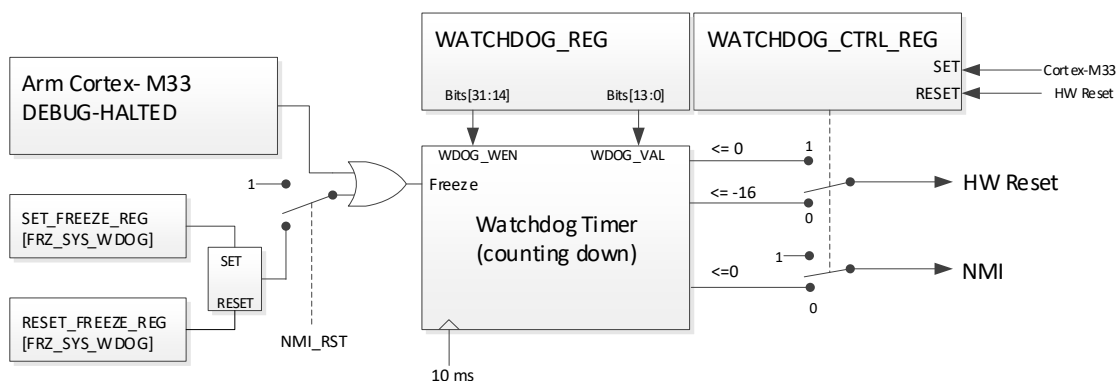 WATCHDOG_REG
Bits[31:14]
Bits[13:0]
WATCHDOG_CTRL_REG
SET
RESET
Cortex-M33
HW Reset
Arm Cortex- M33
DEBUG-HALTED
1
SET_FREEZE_REG
[FRZ_SYS_WDOG]
SET
RESET
RESET_FREEZE_REG
[FRZ_SYS_WDOG]
NMI_RST
WDOG_WEN
WDOG_VAL
Freeze
Watchdog Timer
(counting down)
10 ms
<= 0
1
<= -16
0
HW Reset
<=0
1
0
NMI